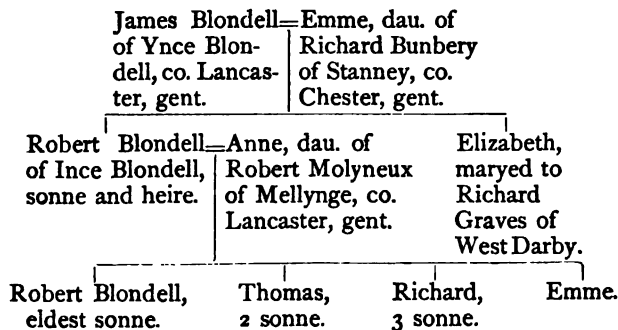 James Blondell=Emme, dau. of
of Ynce Blon- Richard Bunbery
dell, co. Lancas- of Stanney, co.
ter, gent. Chester, gent.
Robert Blondell=Anne, dau. of Elizabeth,
of Ince Blondell, Robert Molyneux maryed to
sonne and heire. of Mellynge, co. Richard
Lancaster, gent. Graves of
West Darby.
Robert Blondell, Thomas, Richard, Emme.
eldest sonne. 2 sonne. 3 sonne.